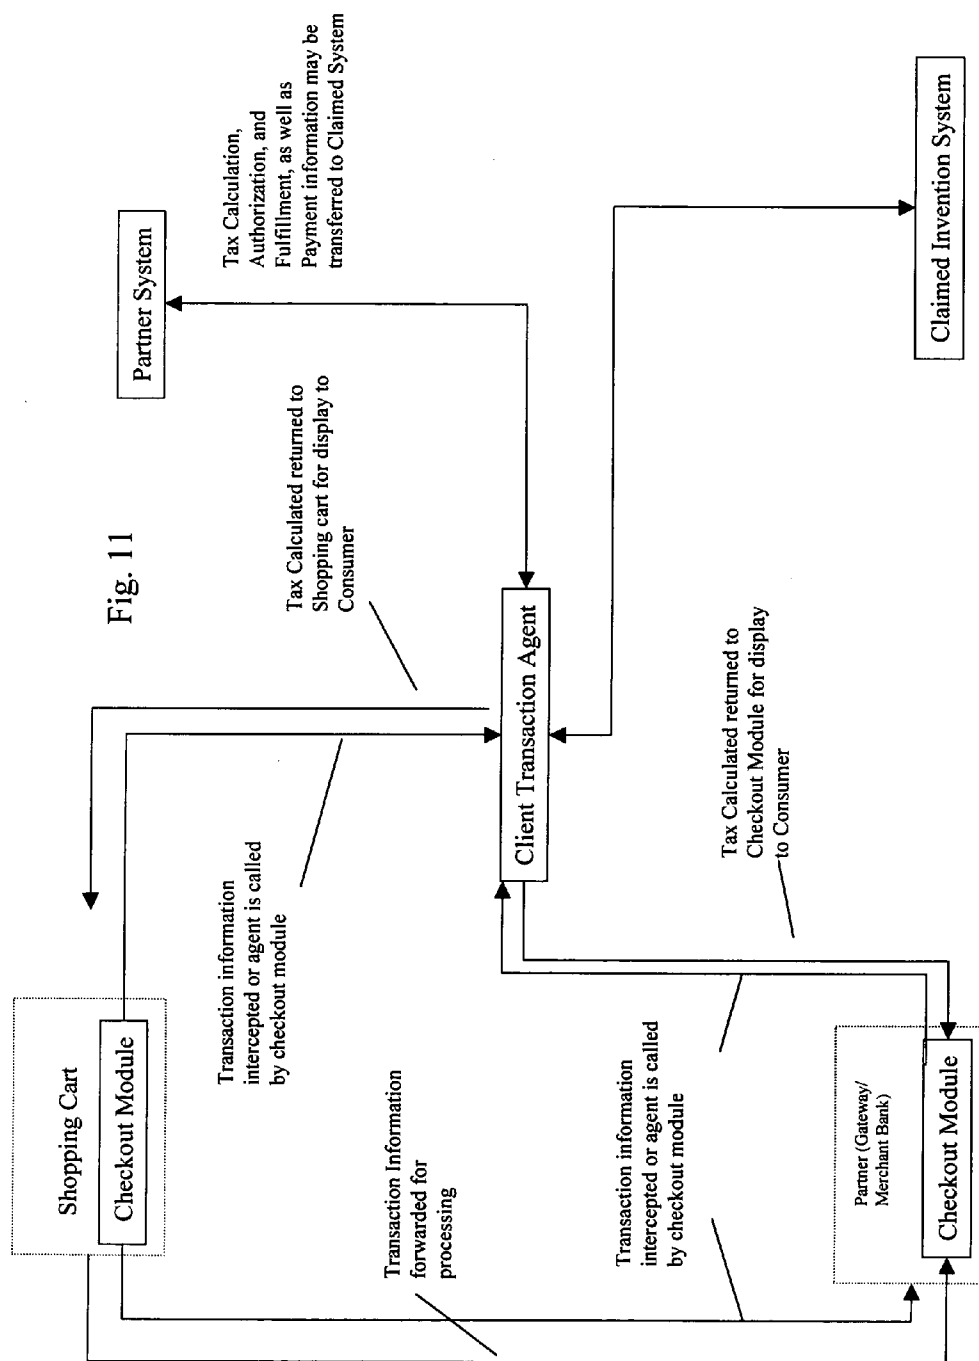 Fig. 11
Shopping Cart
Checkout Module
Transaction Information
forwarded for
processing
Transaction information
intercepted or agent is called
by checkout module
Tax Calculated returned to
Shopping cart for display to
Consumer
Partner System
Tax Calculation,
Authorization, and
Fulfillment, as well as
Payment information may be
transferred to Claimed System
Client Transaction Agent
Transaction information
intercepted or agent is called
by checkout module
Tax Calculated returned to
Checkout Module for display
to Consumer
Partner (Gateway/
Merchant Bank)
Checkout Module
Claimed Invention System